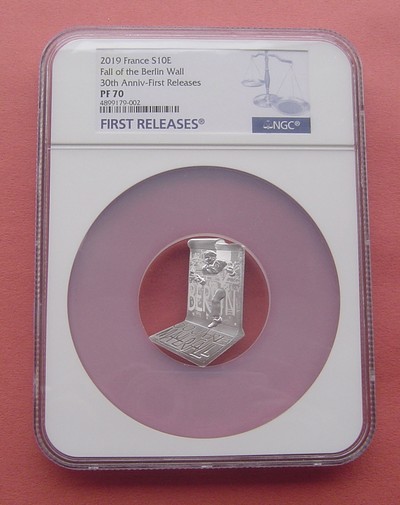 2019 France S10E
Fall of the Berlin Wall
30th Anniv-First Releases
PF 70
4899179-002
FIRST RELEASES®
NGC®
BERLIN